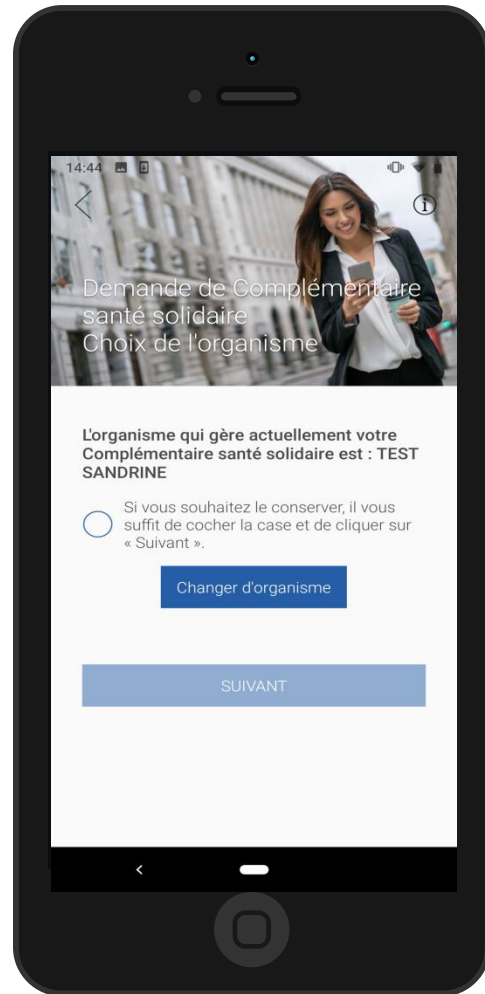 14:44
Demande de Complémentaire
santé solidaire
Choix de l'organisme
L'organisme qui gère actuellement votre
Complémentaire santé solidaire est : TEST
SANDRINE
Si vous souhaitez le conserver, il vous
suffit de cocher la case et de cliquer sur
« Suivant ».
Changer d'organisme
SUIVANT